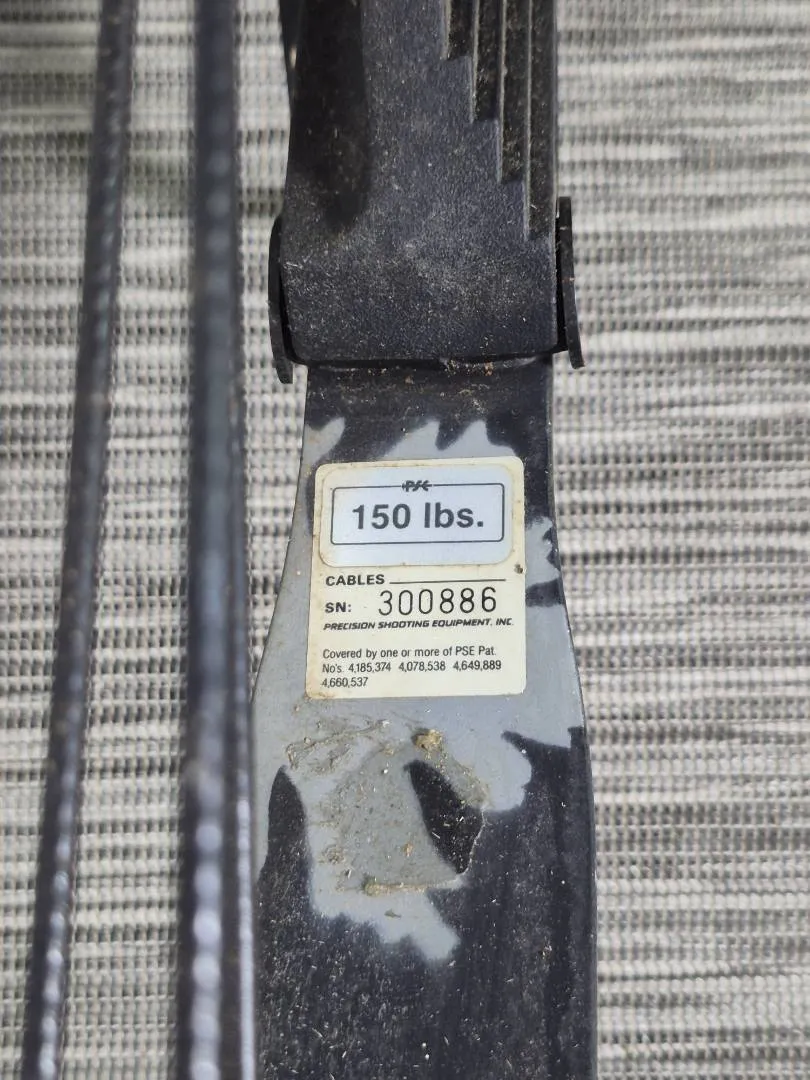 PSE
150 lbs.
CABLES
SN: 300886
PRECISION SHOOTING EQUIPMENT, INC.
Covered by one or more of PSE Pat.
No's. 4,185,374 4,078,538 4,649,889
4,660,537